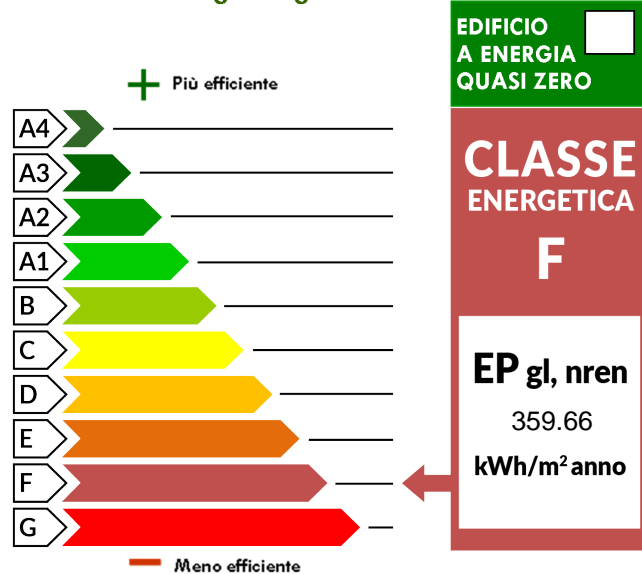 EDIFICIO
A ENERGIA
QUASI ZERO
Più efficiente
A4
A3
A2
A1
B
C
D
E
F
G
Meno efficiente
CLASSE
ENERGETICA
F
EP gl, nren
359.66
kWh/m² anno